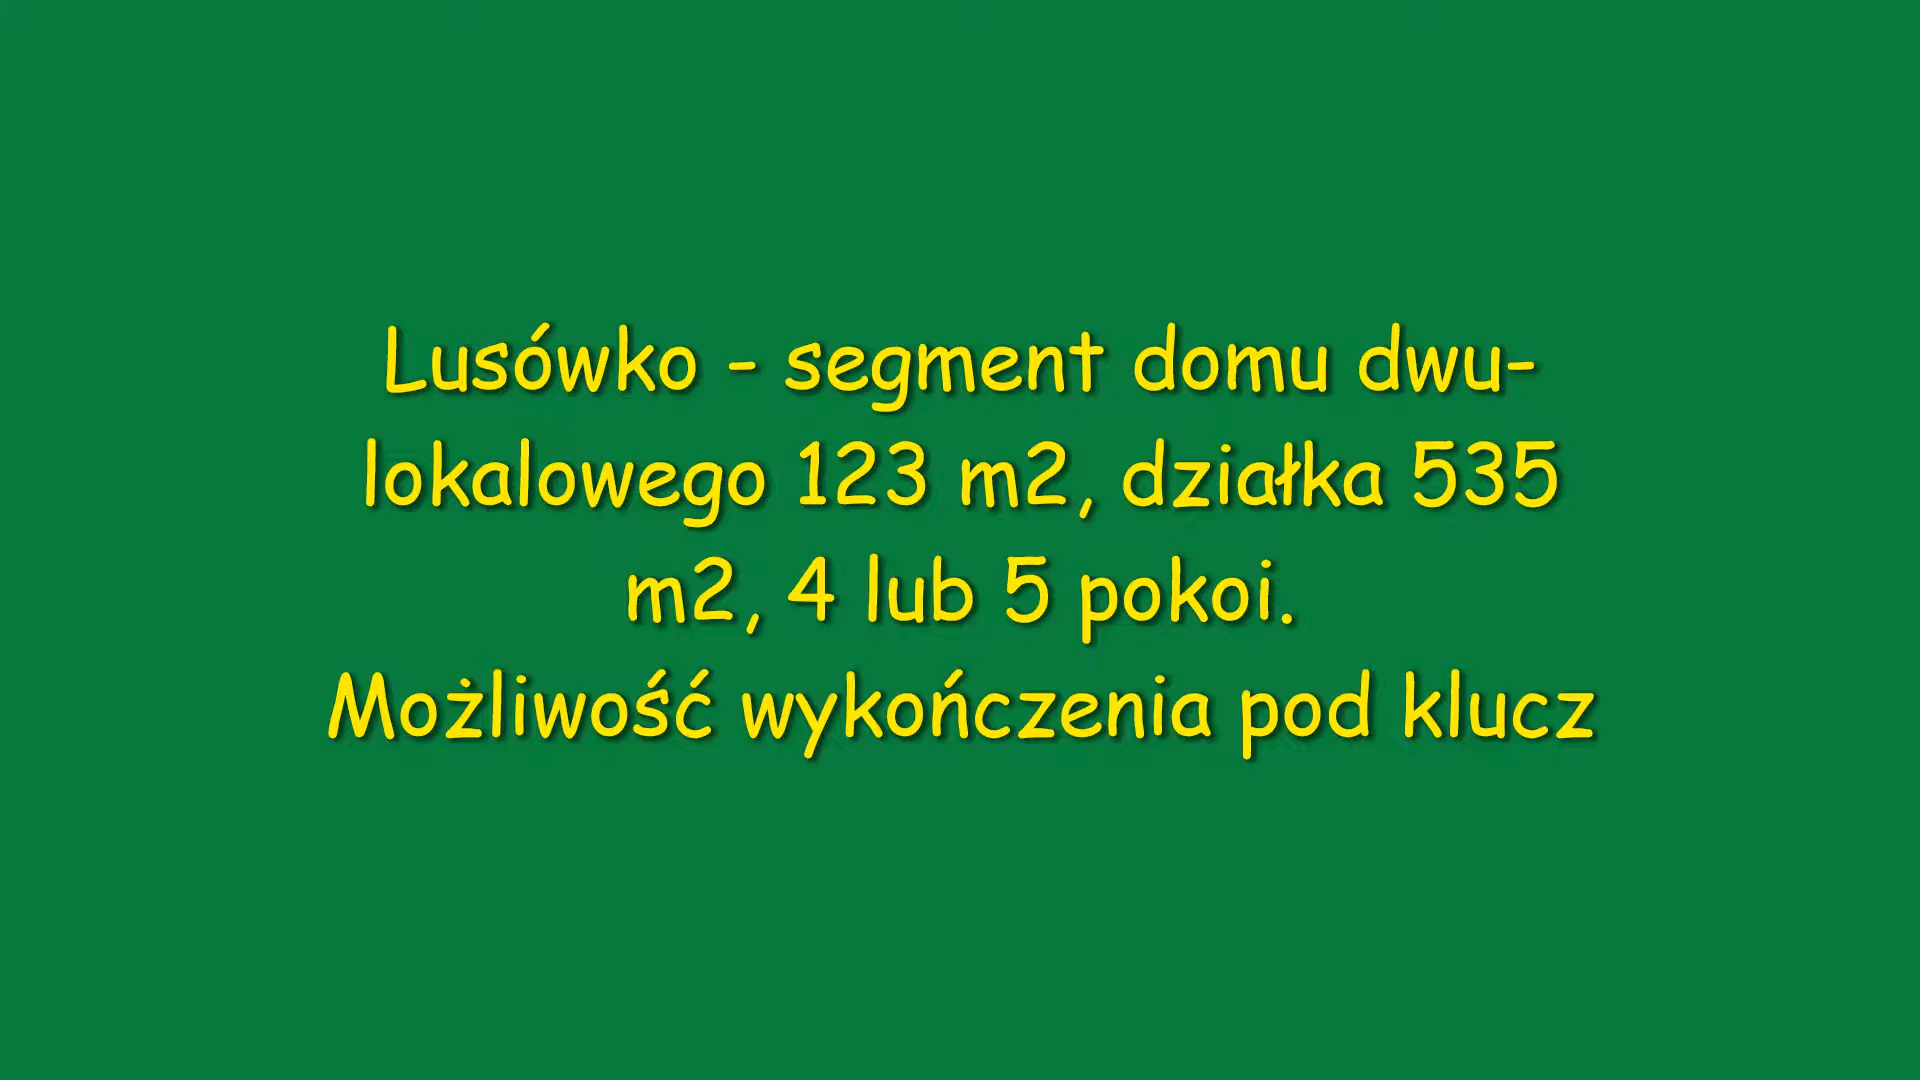 Lusówko - segment domu dwu-
lokalowego 123 m2, działka 535
m2, 4 lub 5 pokoi.
Możliwość wykończenia pod klucz